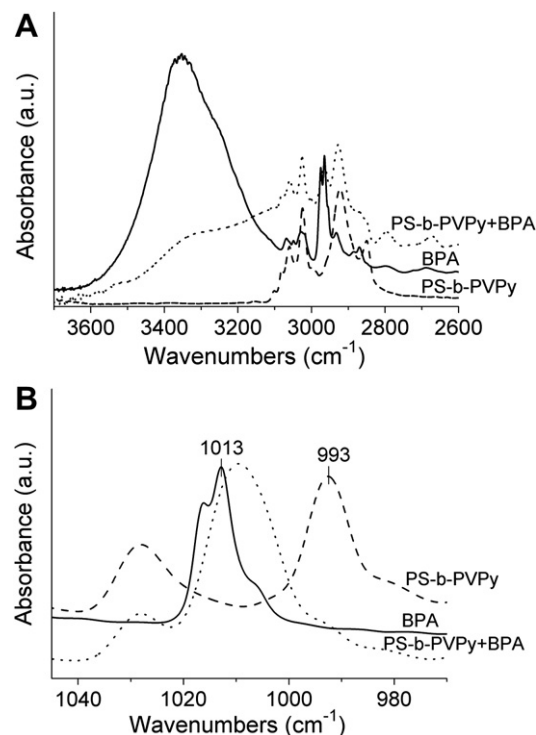 A
Absorbance (a.u.)
PS-b-PVPy+BPA
BPA
PS-b-PVPy
3600 3400 3200 3000 2800 2600
Wavenumbers (cm⁻¹)
B
Absorbance (a.u.)
1013
993
PS-b-PVPy
BPA
PS-b-PVPy+BPA
1040 1020 1000 980
Wavenumbers (cm⁻¹)